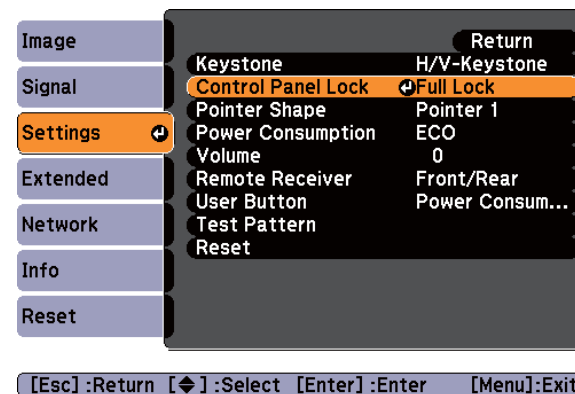 Image
Signal
Settings
Extended
Network
Info
Reset
Return
Keystone H/V-Keystone
Control Panel Lock Full Lock
Pointer Shape Pointer 1
Power Consumption ECO
Volume 0
Remote Receiver Front/Rear
User Button Power Consum...
Test Pattern
Reset
[Esc] :Return [◆] :Select [Enter] :Enter [Menu]:Exit